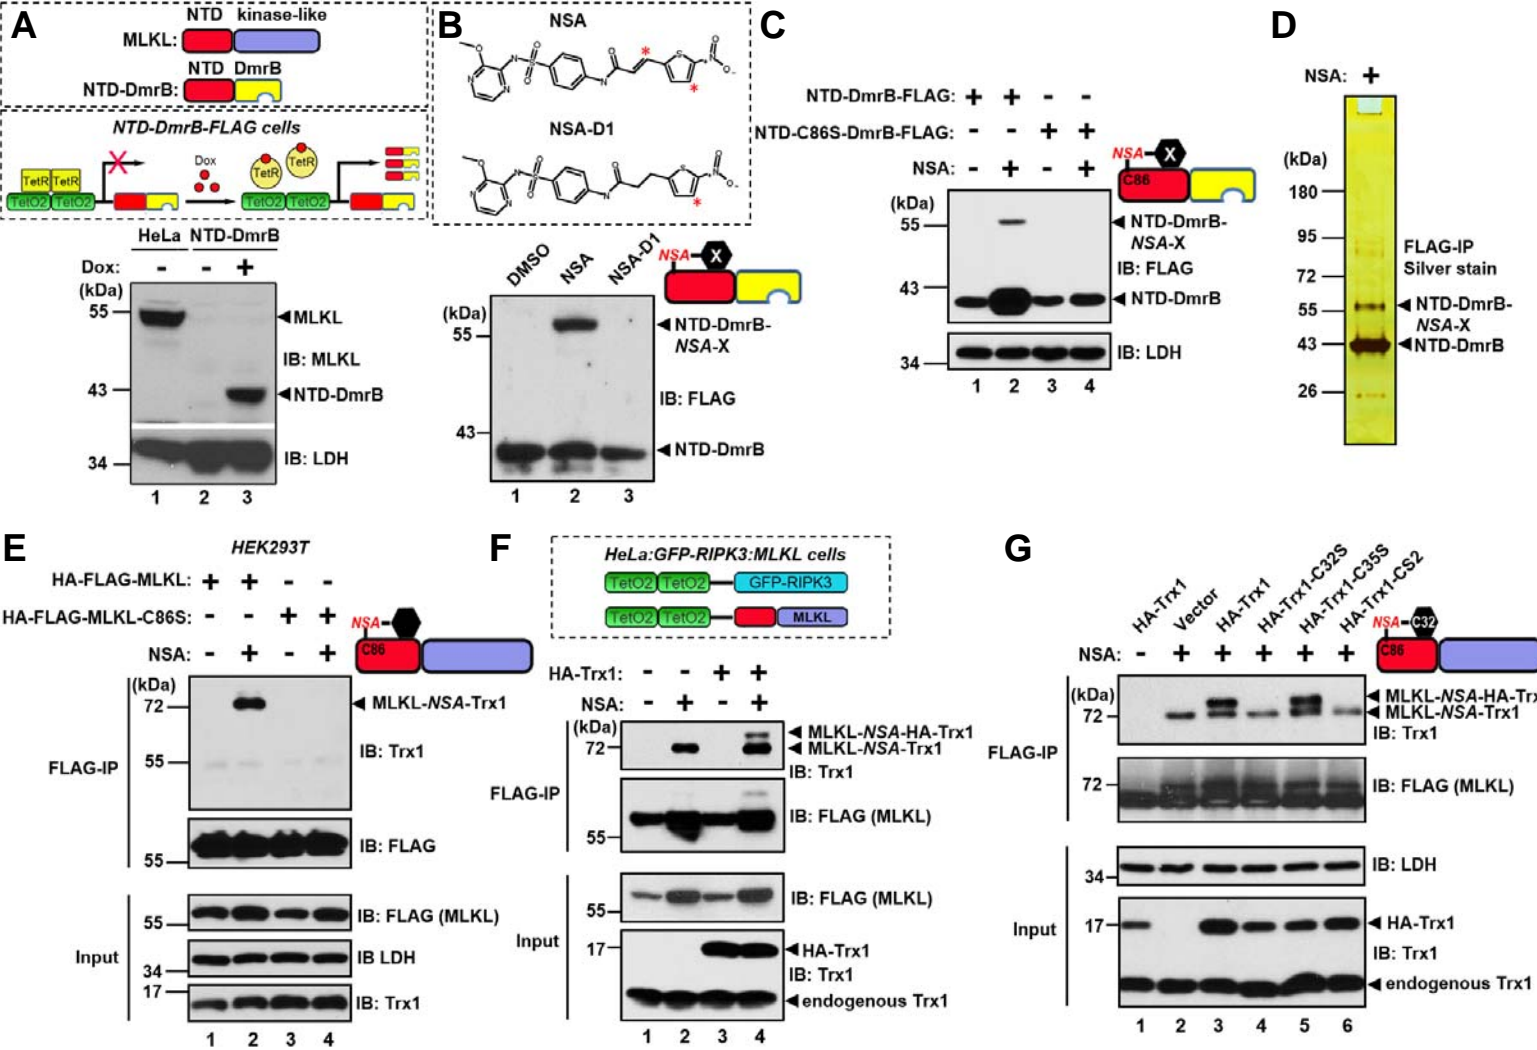 A
NTD kinase-like
MLKL:
NTD DmrB
NTD-DmrB:
NTD-DmrB-FLAG cells
TetR TetR
TetO2 TetO2
X
Dox
TetR
TetR
TetO2 TetO2
HeLa NTD-DmrB
Dox: - - +
(kDa)
55
MLKL
IB: MLKL
43
NTD-DmrB
34
IB: LDH
1 2 3
B
NSA
O N N N S O O N O * S N O O- *
NSA-D1
O N N N S O O N O S N O O- *
DMSO NSA NSA-D1
NSA X
(kDa)
55
NTD-DmrB-
NSA-X
IB: FLAG
43
NTD-DmrB
1 2 3
C
NTD-DmrB-FLAG: + + - -
NTD-C86S-DmrB-FLAG: - - + +
NSA: - + - +
NSA X
C86
(kDa)
55
NTD-DmrB-
NSA-X
IB: FLAG
43
NTD-DmrB
34
IB: LDH
1 2 3 4
D
NSA: +
(kDa)
180
95
72
55
43
26
FLAG-IP
Silver stain
NTD-DmrB-
NSA-X
NTD-DmrB
E
HEK293T
HA-FLAG-MLKL: + + - -
HA-FLAG-MLKL-C86S: - - + +
NSA: - + - +
NSA
C86
(kDa)
72
MLKL-NSA-Trx1
IB: Trx1
55
FLAG-IP
IB: FLAG
55
IB: FLAG (MLKL)
55
Input
IB LDH
34
17
IB: Trx1
1 2 3 4
F
HeLa:GFP-RIPK3:MLKL cells
TetO2 TetO2 GFP-RIPK3
TetO2 TetO2 MLKL
HA-Trx1: - - + +
NSA: - + - +
(kDa)
72
MLKL-NSA-HA-Trx1
MLKL-NSA-Trx1
IB: Trx1
FLAG-IP
IB: FLAG (MLKL)
55
IB: FLAG (MLKL)
55
Input
17
HA-Trx1
IB: Trx1
endogenous Trx1
1 2 3 4
G
HA-Trx1 Vector HA-Trx1 HA-Trx1-C32S HA-Trx1-C35S HA-Trx1-CS2
NSA: - + + + + +
NSA C32
C86
(kDa)
72
MLKL-NSA-HA-Trx
MLKL-NSA-Trx1
IB: Trx1
FLAG-IP
72
IB: FLAG (MLKL)
34
IB: LDH
Input
17
HA-Trx1
IB: Trx1
endogenous Trx1
1 2 3 4 5 6